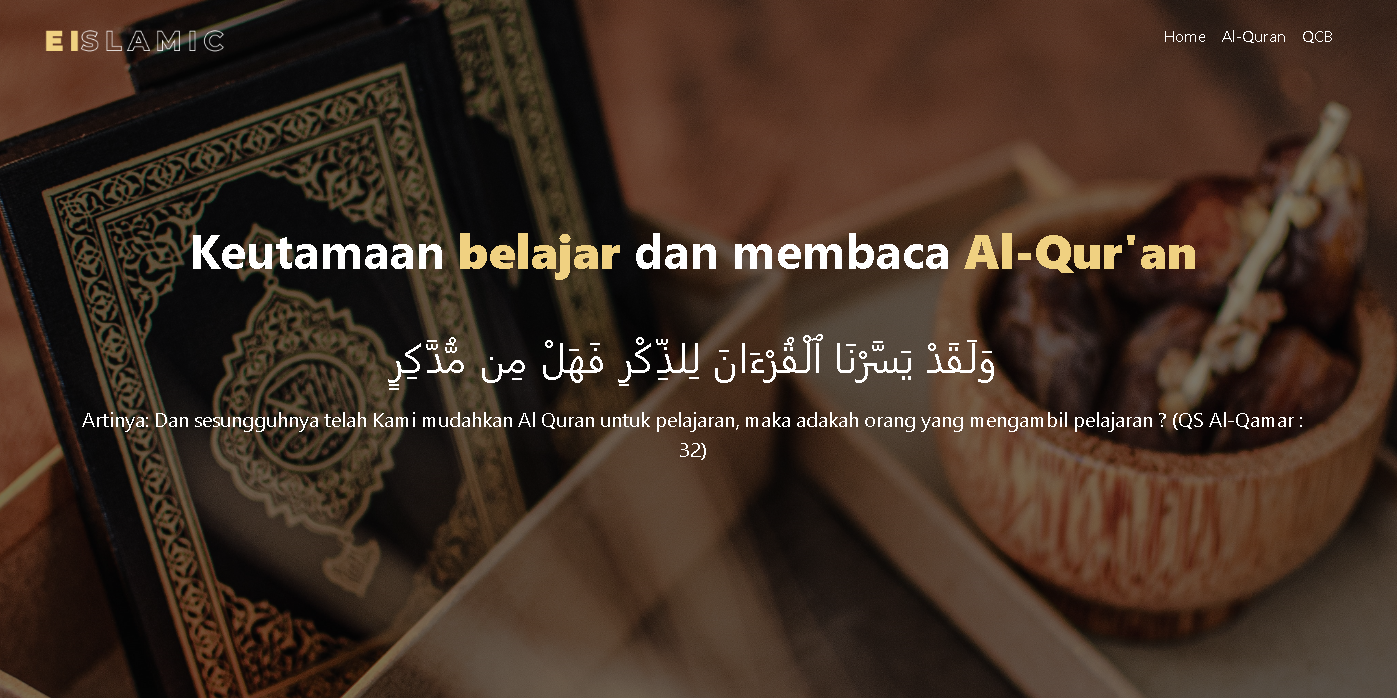 EISLAMIC
Home Al-Quran QCB
Keutamaan belajar dan membaca Al-Qur'an
وَلَقَدْ يَسَّرْنَا ٱلْقُرْءَانَ لِلذِّكْرِ فَهَلْ مِن مُّدَّكِرٍ
Artinya: Dan sesungguhnya telah Kami mudahkan Al Quran untuk pelajaran, maka adakah orang yang mengambil pelajaran ? (QS Al-Qamar :
32)